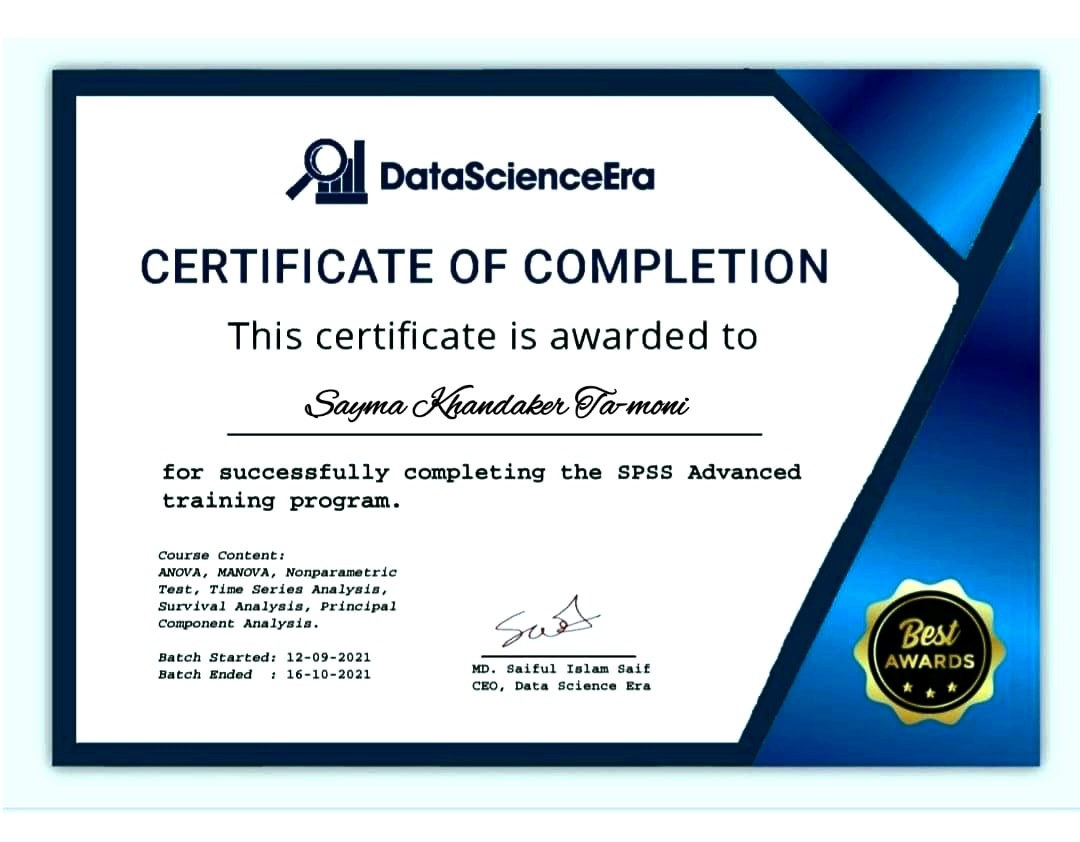 DataScienceEra
CERTIFICATE OF COMPLETION
This certificate is awarded to
Sayma Khandaker Ta-moni
for successfully completing the SPSS Advanced
training program.
Course Content:
ANOVA, MANOVA, Nonparametric
Test, Time Series Analysis,
Survival Analysis, Principal
Component Analysis.
Batch Started: 12-09-2021
Batch Ended  : 16-10-2021
MD. Saiful Islam Saif
CEO, Data Science Era
Best
AWARDS